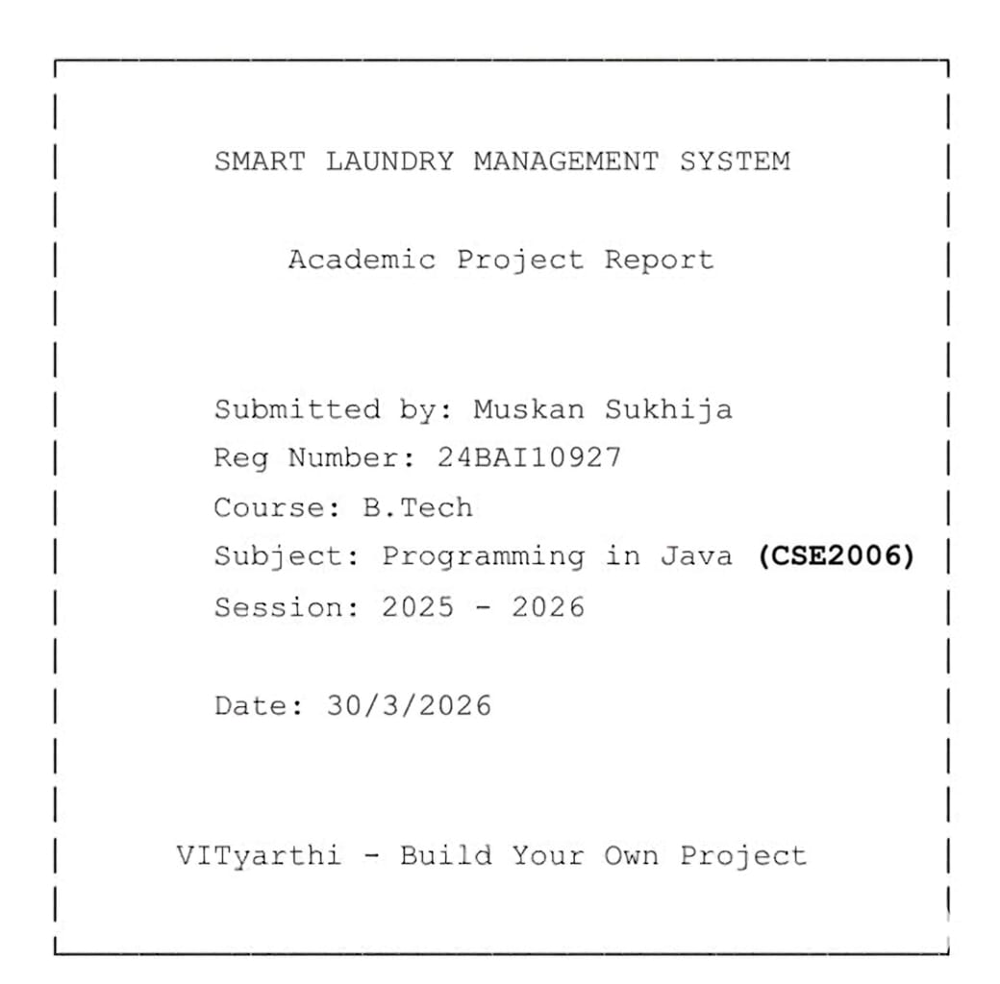 SMART LAUNDRY MANAGEMENT SYSTEM
Academic Project Report
Submitted by: Muskan Sukhija
Reg Number: 24BAI10927
Course: B.Tech
Subject: Programming in Java (CSE2006)
Session: 2025 - 2026
Date: 30/3/2026
VITyarthi - Build Your Own Project